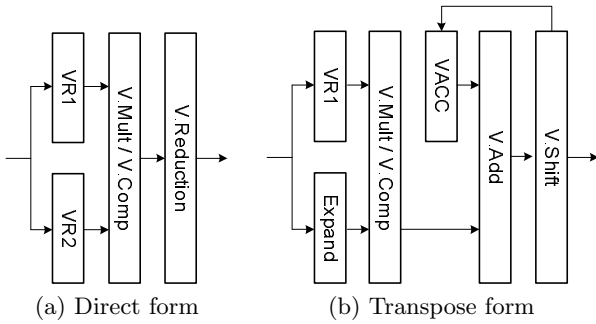 VR1
VR2
V.Mult / V.Comp
V.Reduction
(a) Direct form
VR1
Expand
V.Mult / V.Comp
VACC
V.Add
V.Shift
(b) Transpose form